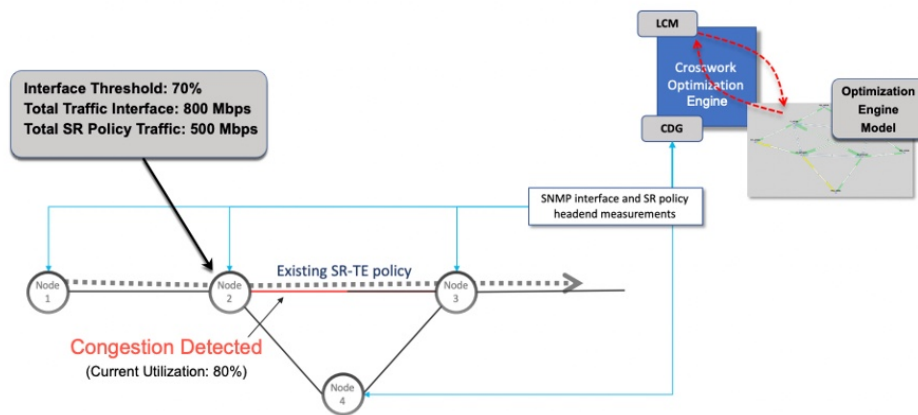 LCM
Crosswork
Optimization
Engine
CDG
Optimization
Engine
Model
Interface Threshold: 70%
Total Traffic Interface: 800 Mbps
Total SR Policy Traffic: 500 Mbps
SNMP interface and SR policy
headend measurements
Existing SR-TE policy
Node
1
Node
2
Node
3
Congestion Detected
(Current Utilization: 80%)
Node
4